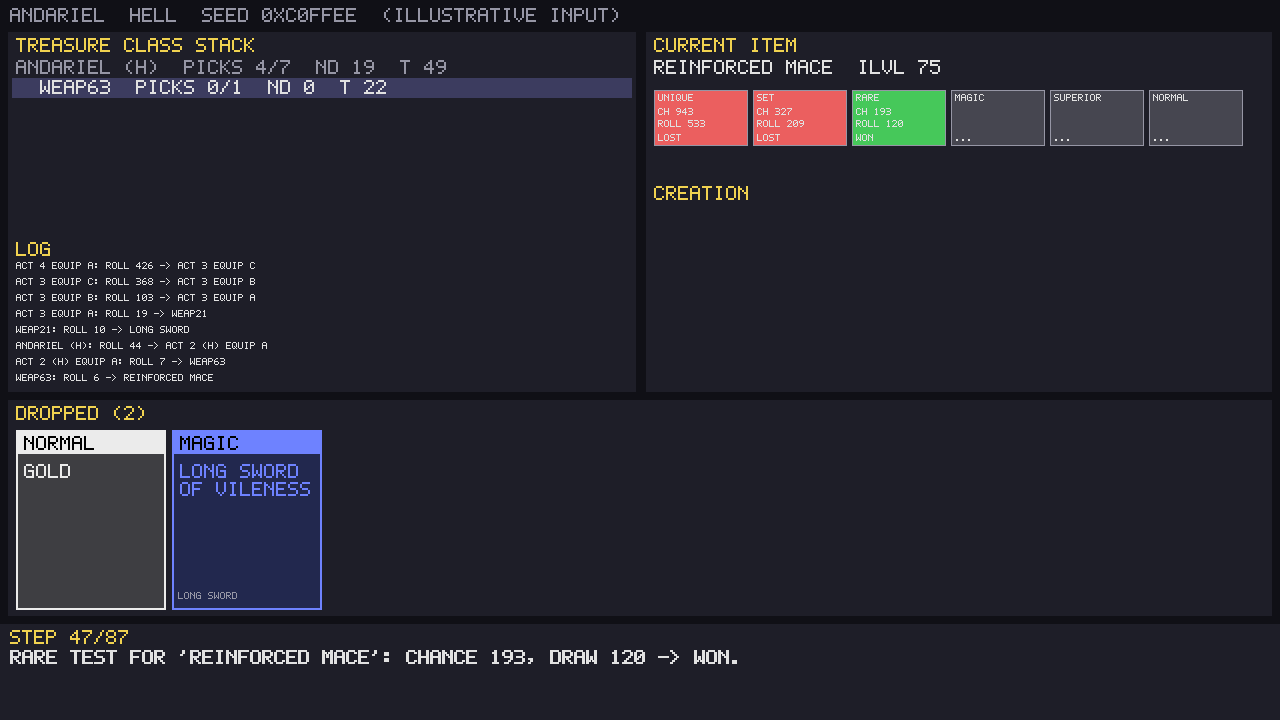 ANDARIEL  HELL  SEED 0XC0FFEE  (ILLUSTRATIVE INPUT)
TREASURE CLASS STACK
ANDARIEL (H)  PICKS 4/7  ND 19  T 49
WEAP63  PICKS 0/1  ND 0  T 22
LOG
ACT 4 EQUIP A: ROLL 426 -> ACT 3 EQUIP C
ACT 3 EQUIP C: ROLL 368 -> ACT 3 EQUIP B
ACT 3 EQUIP B: ROLL 103 -> ACT 3 EQUIP A
ACT 3 EQUIP A: ROLL 19 -> WEAP21
WEAP21: ROLL 10 -> LONG SWORD
ANDARIEL (H): ROLL 44 -> ACT 2 (H) EQUIP A
ACT 2 (H) EQUIP A: ROLL 7 -> WEAP63
WEAP63: ROLL 6 -> REINFORCED MACE
CURRENT ITEM
REINFORCED MACE  ILVL 75
UNIQUE
CH 943
ROLL 533
LOST
SET
CH 327
ROLL 209
LOST
RARE
CH 193
ROLL 120
WON
MAGIC
...
SUPERIOR
...
NORMAL
...
CREATION
DROPPED (2)
NORMAL
GOLD
MAGIC
LONG SWORD
OF VILENESS
LONG SWORD
STEP 47/87
RARE TEST FOR 'REINFORCED MACE': CHANCE 193, DRAW 120 -> WON.